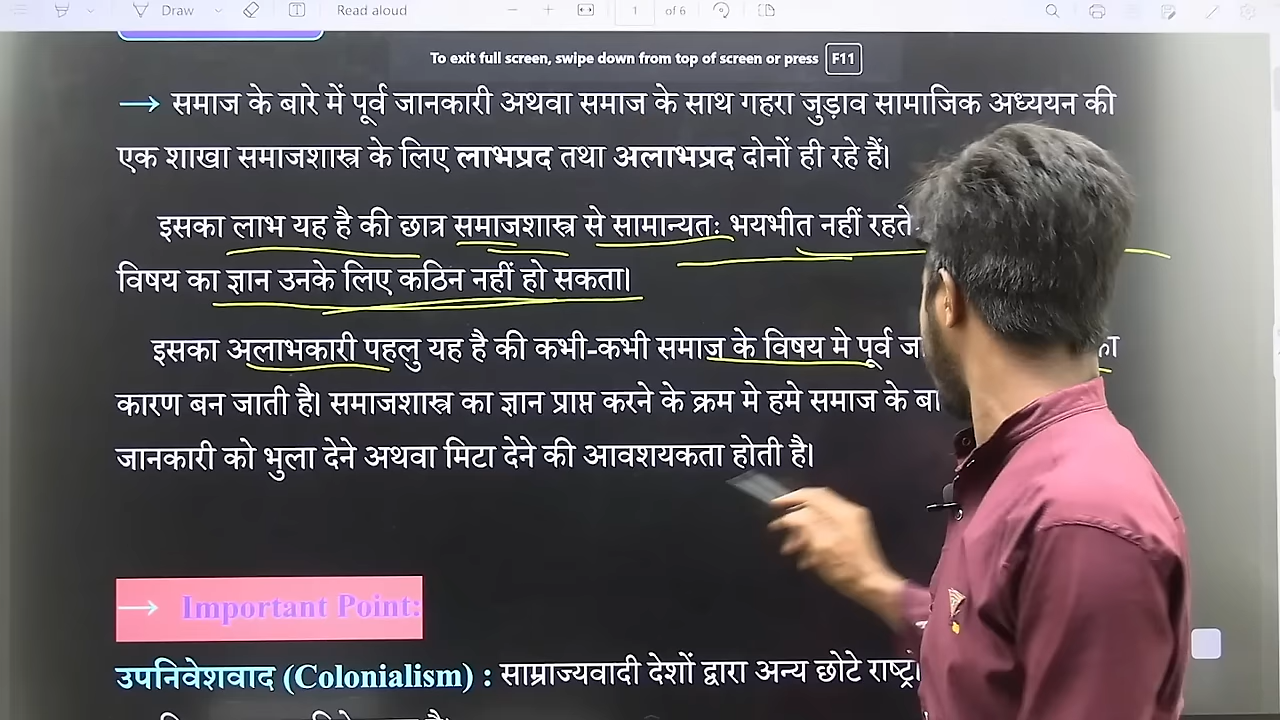 Draw Read aloud 1 of 6
To exit full screen, swipe down from top of screen or press F11
→ समाज के बारे में पूर्व जानकारी अथवा समाज के साथ गहरा जुड़ाव सामाजिक अध्ययन की
एक शाखा समाजशास्त्र के लिए लाभप्रद तथा अलाभप्रद दोनों ही रहे हैं।
इसका लाभ यह है की छात्र समाजशास्त्र से सामान्यतः भयभीत नहीं रहते
विषय का ज्ञान उनके लिए कठिन नहीं हो सकता।
इसका अलाभकारी पहलु यह है की कभी-कभी समाज के विषय मे पूर्व
कारण बन जाती है। समाजशास्त्र का ज्ञान प्राप्त करने के क्रम मे हमे समाज के
जानकारी को भुला देने अथवा मिटा देने की आवशयकता होती है।
→ Important Point:
उपनिवेशवाद (Colonialism) : साम्राज्यवादी देशों द्वारा अन्य छोटे